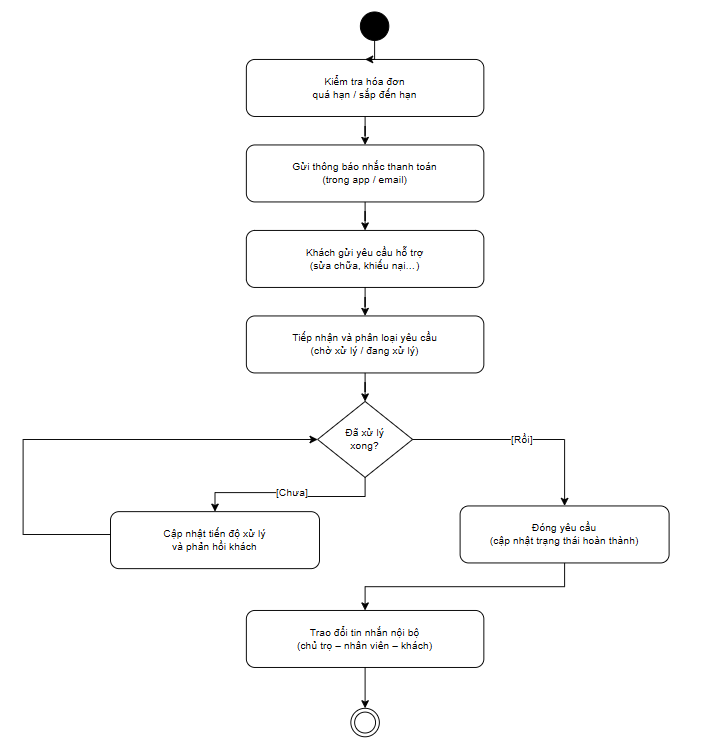 Kiểm tra hóa đơn
quá hạn / sắp đến hạn
Gửi thông báo nhắc thanh toán
(trong app / email)
Khách gửi yêu cầu hỗ trợ
(sửa chữa, khiếu nại...)
Tiếp nhận và phân loại yêu cầu
(chờ xử lý / đang xử lý)
Đã xử lý
xong?
[Rồi]
[Chưa]
Cập nhật tiến độ xử lý
và phản hồi khách
Đóng yêu cầu
(cập nhật trạng thái hoàn thành)
Trao đổi tin nhắn nội bộ
(chủ trọ – nhân viên – khách)